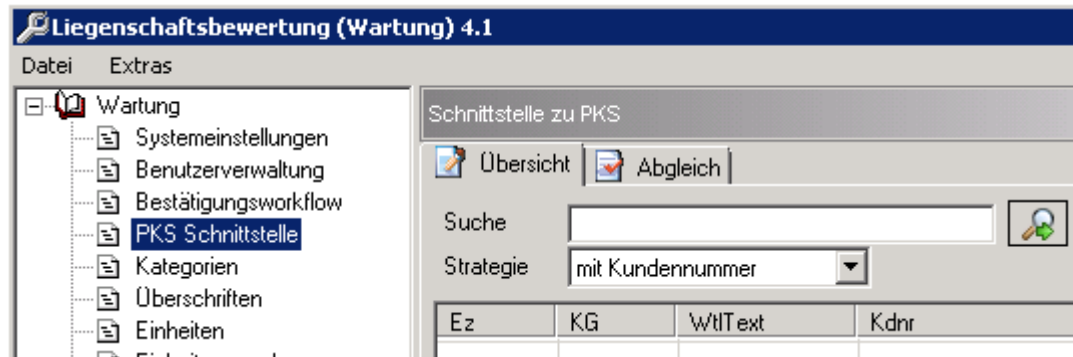 Liegenschaftsbewertung (Wartung) 4.1
Datei Extras
Wartung
Systemeinstellungen
Benutzerverwaltung
Bestätigungsworkflow
PKS Schnittstelle
Kategorien
Überschriften
Einheiten
Schnittstelle zu PKS
Übersicht Abgleich
Suche
Strategie mit Kundennummer
Ez KG WtlText Kdnr